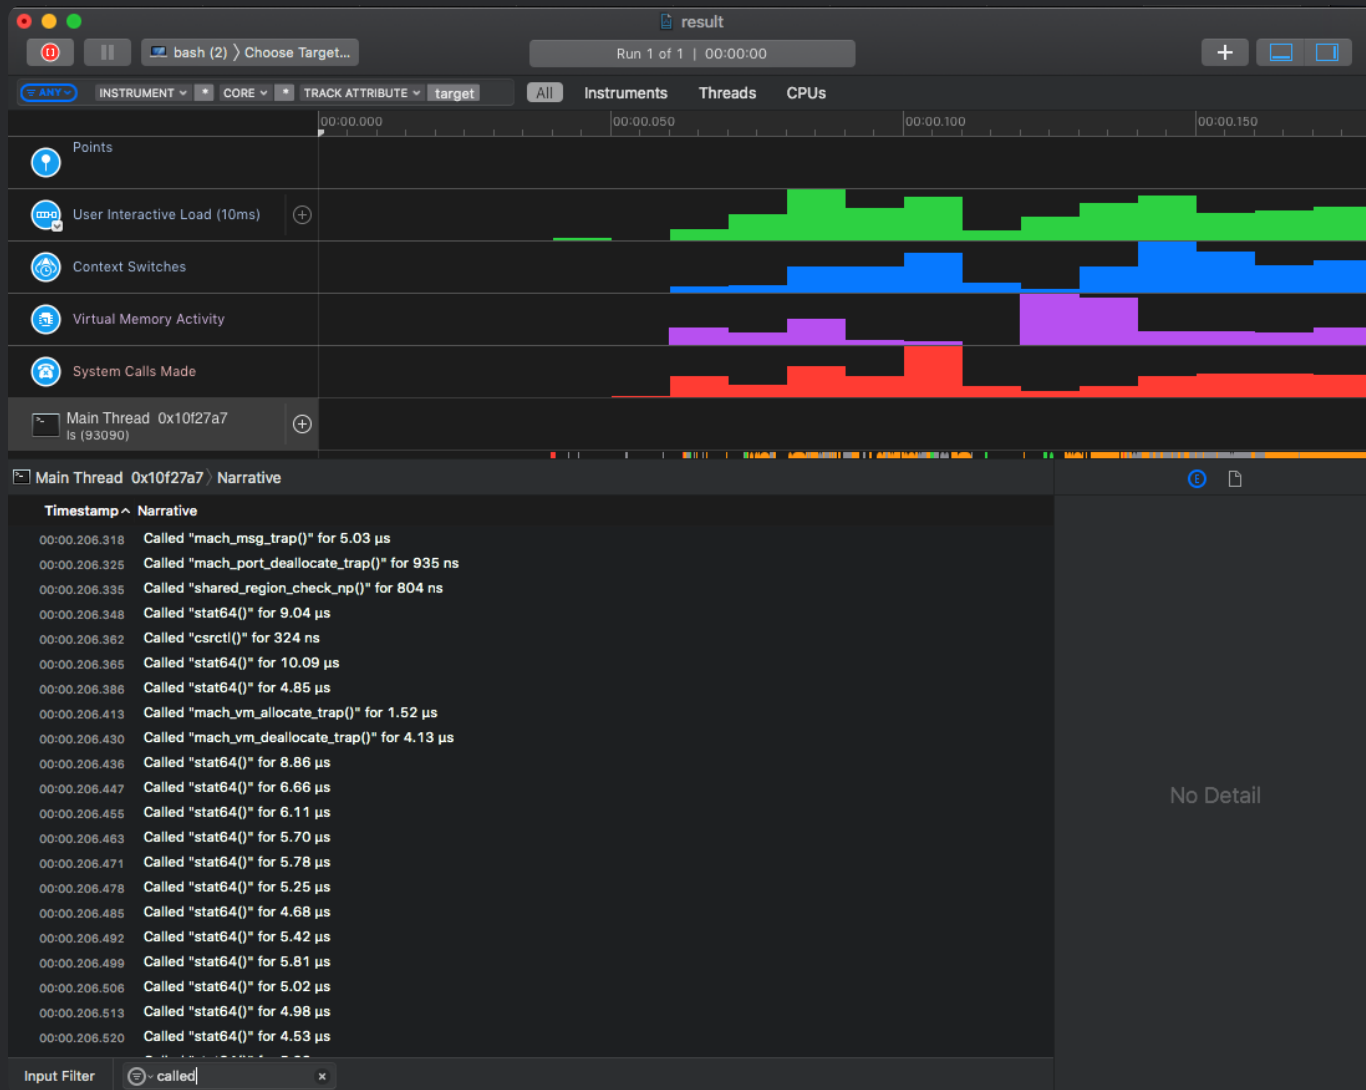 result
bash (2) 〉Choose Target...
Run 1 of 1 | 00:00:00
ANY INSTRUMENT * CORE * TRACK ATTRIBUTE target All Instruments Threads CPUs
00:00.000 00:00.050 00:00.100 00:00.150
Points
User Interactive Load (10ms)
Context Switches
Virtual Memory Activity
System Calls Made
Main Thread 0x10f27a7
ls (93090)
Main Thread 0x10f27a7 〉Narrative
Timestamp Narrative
00:00.206.318 Called "mach_msg_trap()" for 5.03 µs
00:00.206.325 Called "mach_port_deallocate_trap()" for 935 ns
00:00.206.335 Called "shared_region_check_np()" for 804 ns
00:00.206.348 Called "stat64()" for 9.04 µs
00:00.206.362 Called "csrctl()" for 324 ns
00:00.206.365 Called "stat64()" for 10.09 µs
00:00.206.386 Called "stat64()" for 4.85 µs
00:00.206.413 Called "mach_vm_allocate_trap()" for 1.52 µs
00:00.206.430 Called "mach_vm_deallocate_trap()" for 4.13 µs
00:00.206.436 Called "stat64()" for 8.86 µs
00:00.206.447 Called "stat64()" for 6.66 µs
00:00.206.455 Called "stat64()" for 6.11 µs
00:00.206.463 Called "stat64()" for 5.70 µs
00:00.206.471 Called "stat64()" for 5.78 µs
00:00.206.478 Called "stat64()" for 5.25 µs
00:00.206.485 Called "stat64()" for 4.68 µs
00:00.206.492 Called "stat64()" for 5.42 µs
00:00.206.499 Called "stat64()" for 5.81 µs
00:00.206.506 Called "stat64()" for 5.02 µs
00:00.206.513 Called "stat64()" for 4.98 µs
00:00.206.520 Called "stat64()" for 4.53 µs
No Detail
Input Filter called